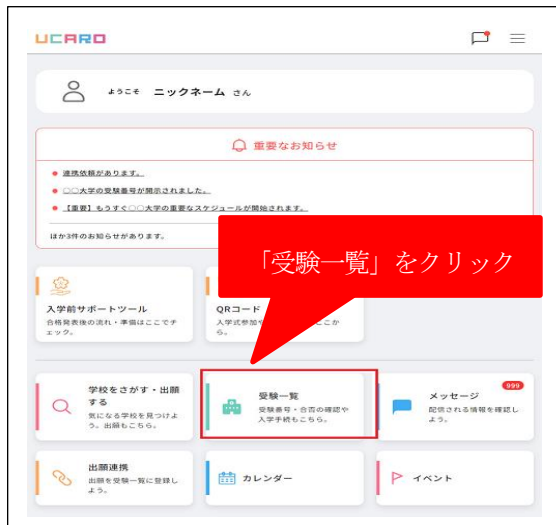 UCARO
ようこそ ニックネーム さん
重要なお知らせ
連携依頼があります。
○○大学の受験番号が開示されました。
【重要】もうすぐ○○大学の重要なスケジュールが開始されます。
ほか3件のお知らせがあります。
「受験一覧」をクリック
入学前サポートツール
合格発表後の流れ・準備はここでチ
ェック。
QRコード
入学式参加や
こか
ら。
学校をさがす・出願
する
気になる学校を見つけよ
う。出願もこちら。
受験一覧
受験番号・合否の確認や
入学手続もこちら。
999
メッセージ
配信される情報を確認し
よう。
出願連携
出願を受験一覧に登録し
よう。
カレンダー
イベント